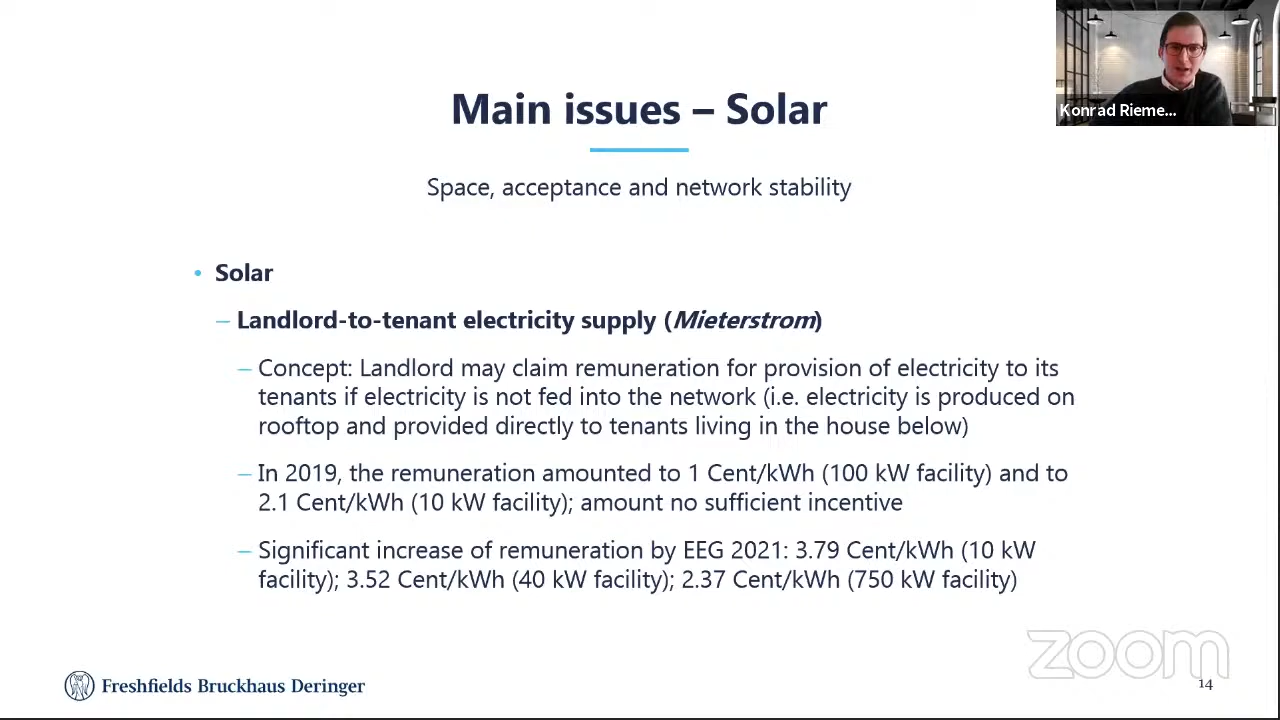 Konrad Rieme...
Main issues – Solar
Space, acceptance and network stability
• Solar
– Landlord-to-tenant electricity supply (Mieterstrom)
– Concept: Landlord may claim remuneration for provision of electricity to its
tenants if electricity is not fed into the network (i.e. electricity is produced on
rooftop and provided directly to tenants living in the house below)
– In 2019, the remuneration amounted to 1 Cent/kWh (100 kW facility) and to
2.1 Cent/kWh (10 kW facility); amount no sufficient incentive
– Significant increase of remuneration by EEG 2021: 3.79 Cent/kWh (10 kW
facility); 3.52 Cent/kWh (40 kW facility); 2.37 Cent/kWh (750 kW facility)
zoom
Freshfields Bruckhaus Deringer
14